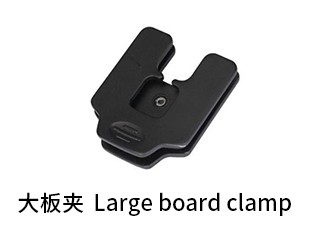 大板夹 Large board clamp